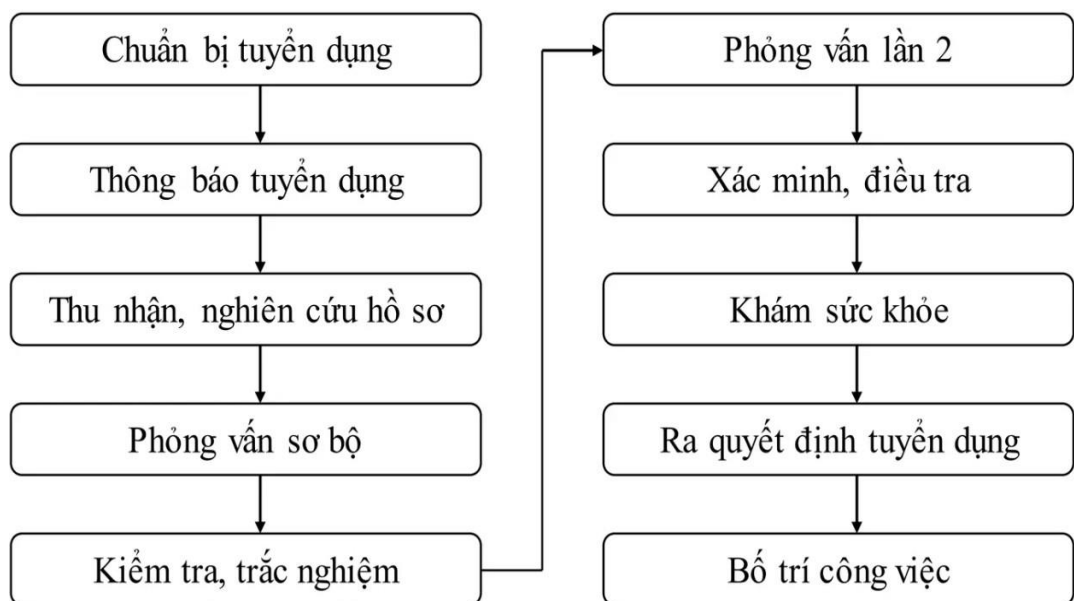 Chuẩn bị tuyển dụng
Thông báo tuyển dụng
Thu nhận, nghiên cứu hồ sơ
Phỏng vấn sơ bộ
Kiểm tra, trắc nghiệm
Phỏng vấn lần 2
Xác minh, điều tra
Khám sức khỏe
Ra quyết định tuyển dụng
Bố trí công việc